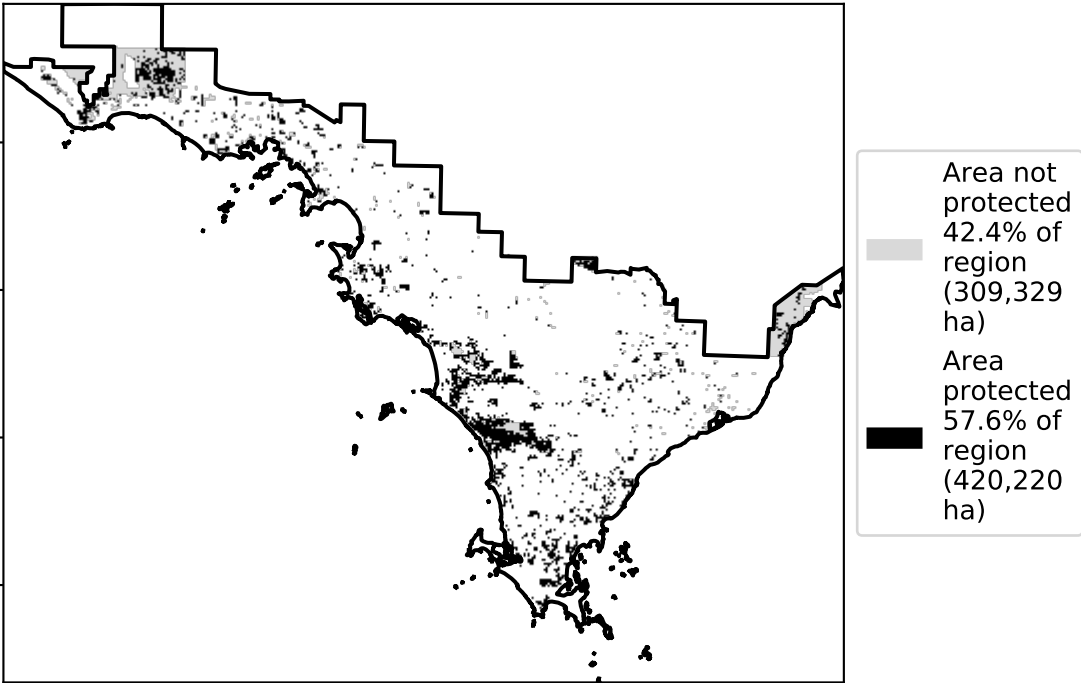 Area not
protected
42.4% of
region
(309,329
ha)
Area
protected
57.6% of
region
(420,220
ha)